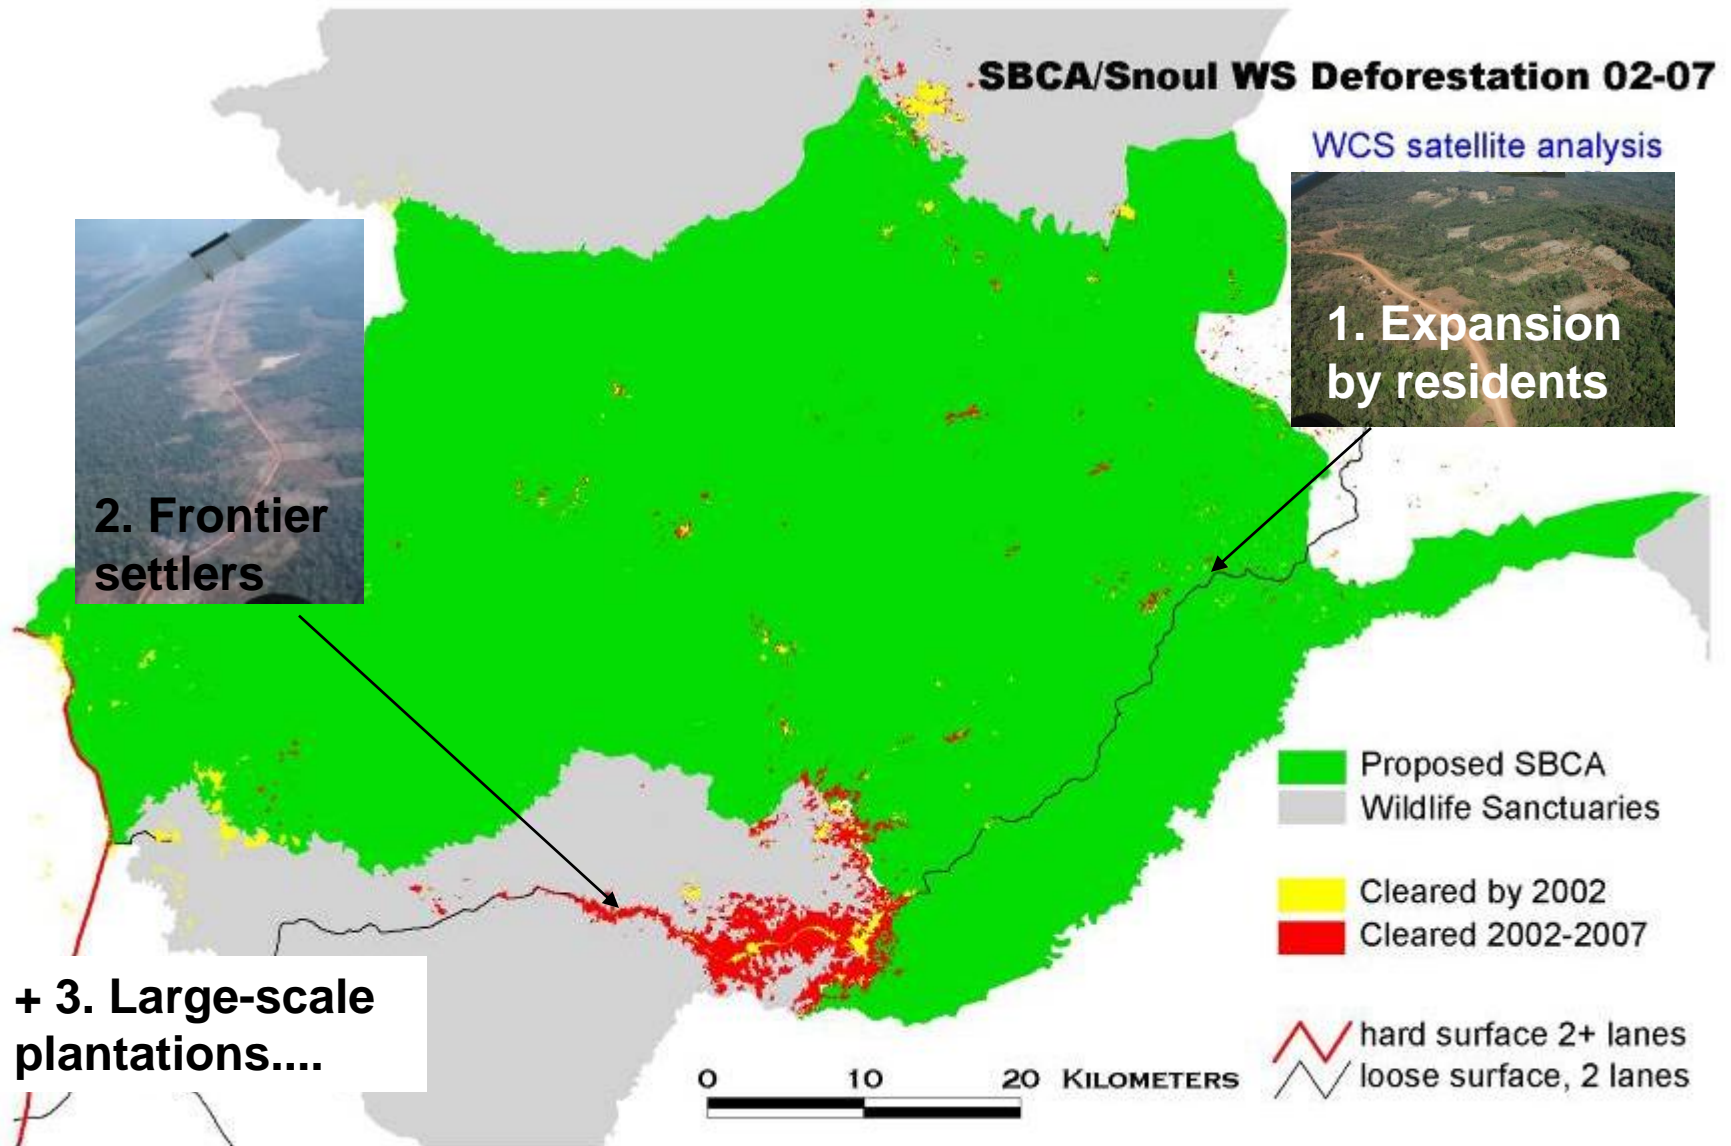 SBCA/Snoul WS Deforestation 02-07
WCS satellite analysis
1. Expansion
by residents
2. Frontier
settlers
Proposed SBCA
Wildlife Sanctuaries
Cleared by 2002
Cleared 2002-2007
+ 3. Large-scale
plantations....
hard surface 2+ lanes
loose surface, 2 lanes
0 10 20 KILOMETERS